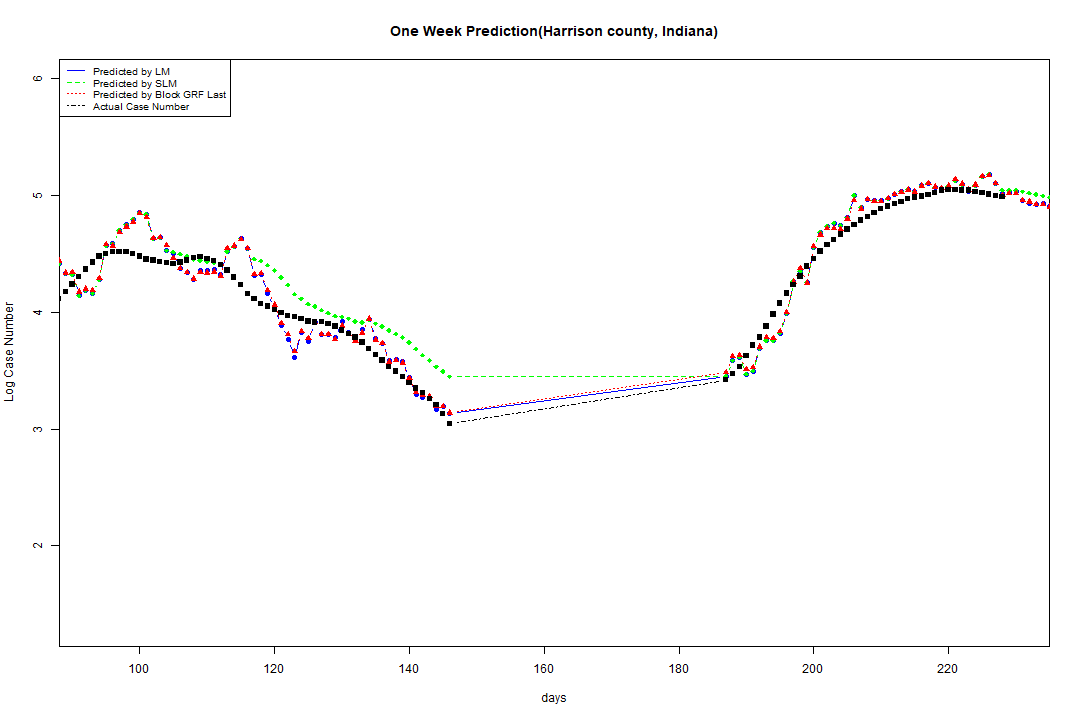 One Week Prediction(Harrison county, Indiana)
Predicted by LM
Predicted by SLM
Predicted by Block GRF Last
Actual Case Number
6
5
4
3
2
Log Case Number
100 120 140 160 180 200 220
days